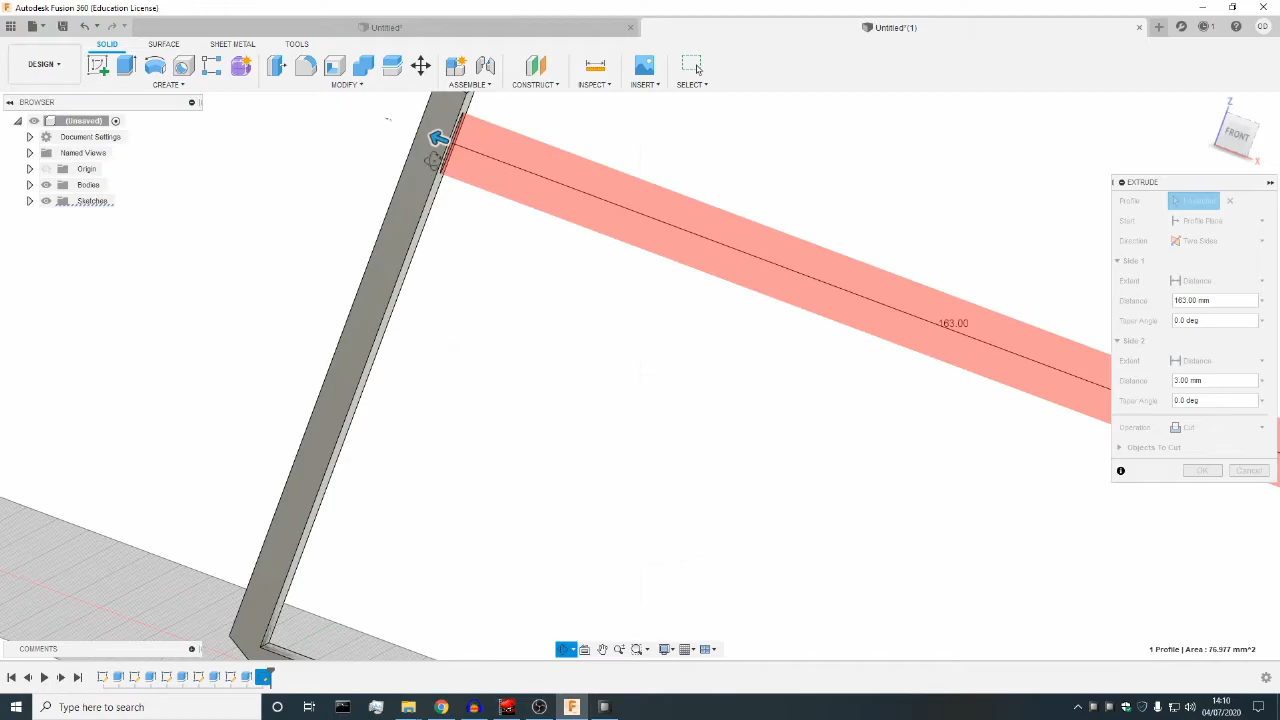 Autodesk Fusion 360 (Education License)
Untitled*
Untitled*(1)
1
OD
SOLID
SURFACE
SHEET METAL
TOOLS
DESIGN
CREATE
MODIFY
ASSEMBLE
CONSTRUCT
INSPECT
INSERT
SELECT
BROWSER
(Unsaved)
Document Settings
Named Views
Origin
Bodies
Sketches
Z
FRONT
X
163.00
EXTRUDE
Profile
Start Profile Plane
Direction Two Sides
Side 1
Extent Distance
Distance 163.00 mm
Taper Angle 0.0 deg
Side 2
Extent Distance
Distance 3.00 mm
Taper Angle 0.0 deg
Operation Cut
Objects To Cut
OK Cancel
COMMENTS
1 Profile | Area : 76.977 mm^2
Type here to search
14:10
04/07/2020